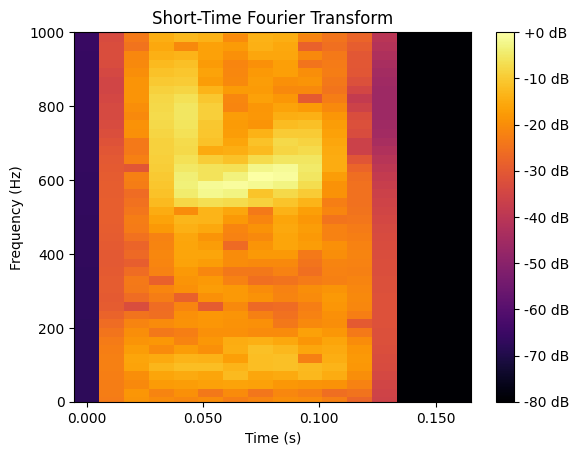 Short-Time Fourier Transform
1000
800
600
400
200
0
Frequency (Hz)
0.000
0.050
0.100
0.150
Time (s)
+0 dB
-10 dB
-20 dB
-30 dB
-40 dB
-50 dB
-60 dB
-70 dB
-80 dB